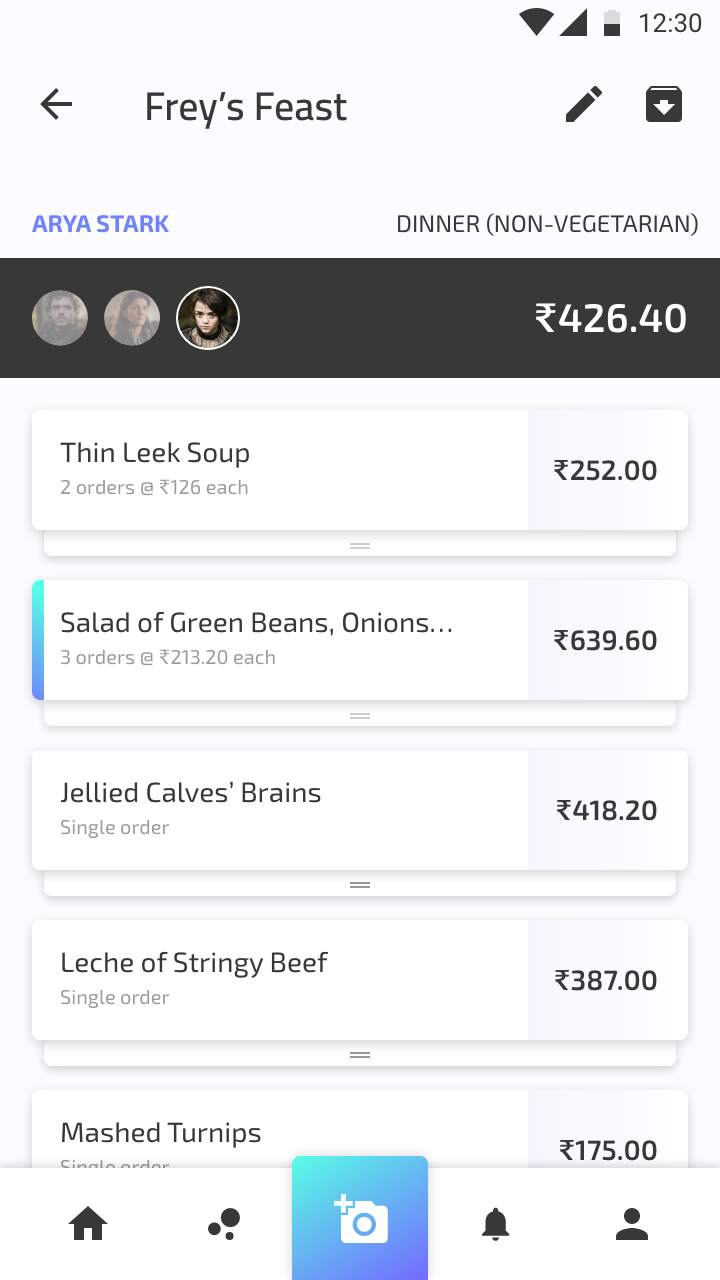 12:30
Frey’s Feast
ARYA STARK
DINNER (NON-VEGETARIAN)
₹426.40
Thin Leek Soup
2 orders @ ₹126 each
₹252.00
Salad of Green Beans, Onions…
3 orders @ ₹213.20 each
₹639.60
Jellied Calves’ Brains
Single order
₹418.20
Leche of Stringy Beef
Single order
₹387.00
Mashed Turnips
Single order
₹175.00